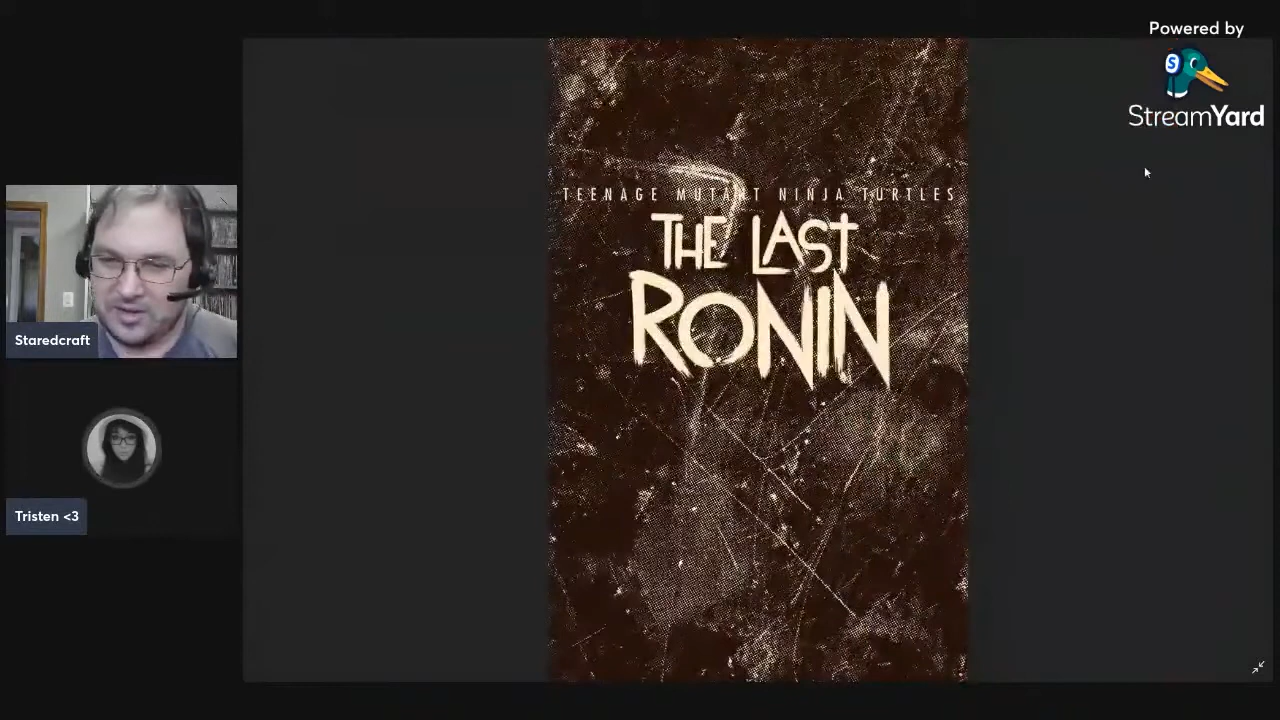 Powered by
StreamYard
TEENAGE MUTANT NINJA TURTLES
THE LAST
RONIN
Staredcraft
Tristen <3